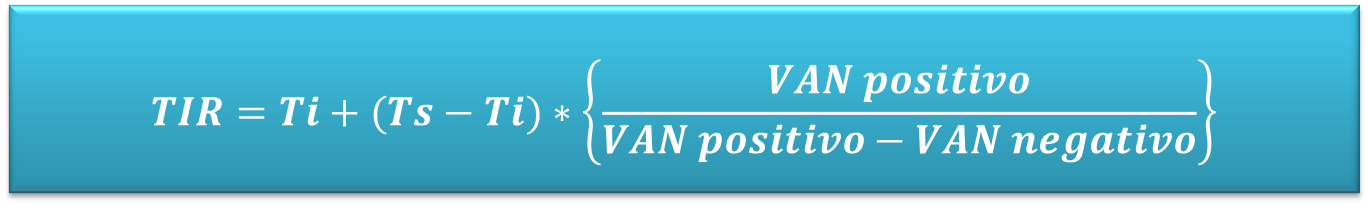 TIR = Ti + (Ts − Ti) * {VAN positivo / VAN positivo − VAN negativo}